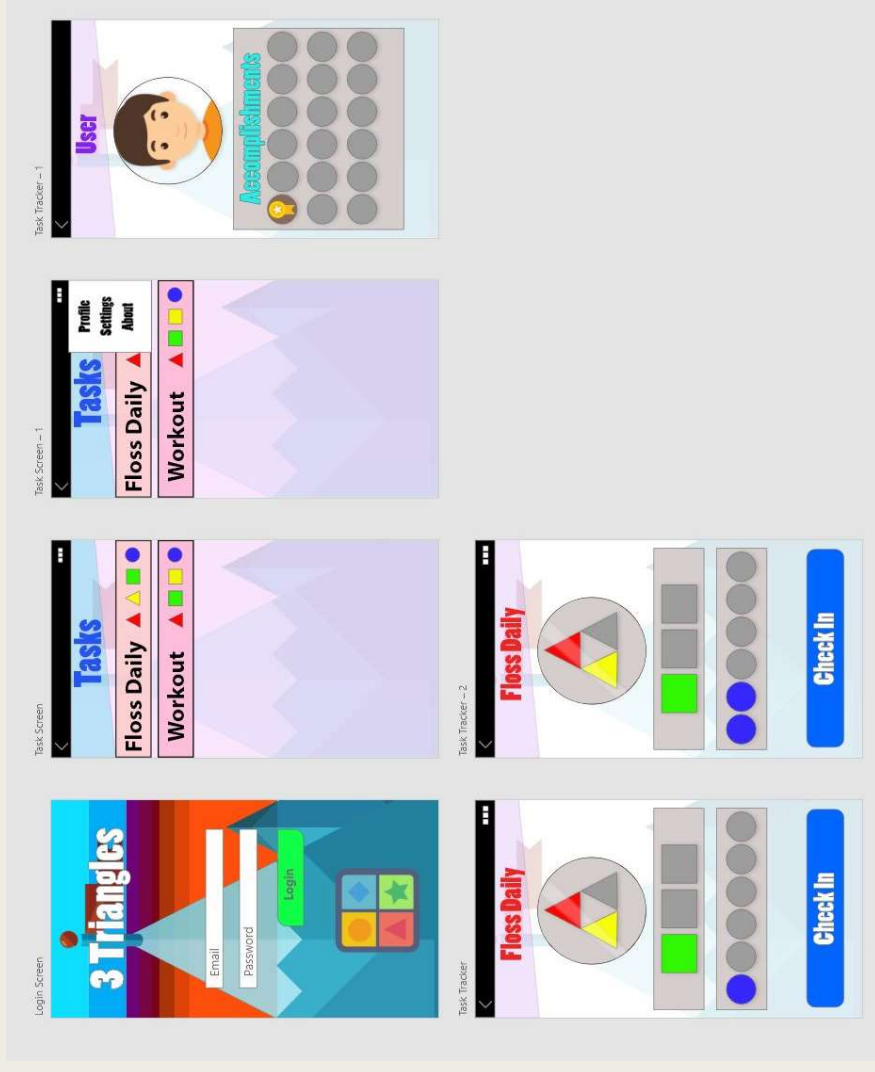 Login Screen
3 Triangles
Email
Password
Login
Task Screen
Tasks
Floss Daily
Workout
Task Screen – 1
Profile
Settings
About
Tasks
Floss Daily
Workout
Task Tracker – 1
User
Accomplishments
Task Tracker
Floss Daily
Check In
Task Tracker – 2
Floss Daily
Check In